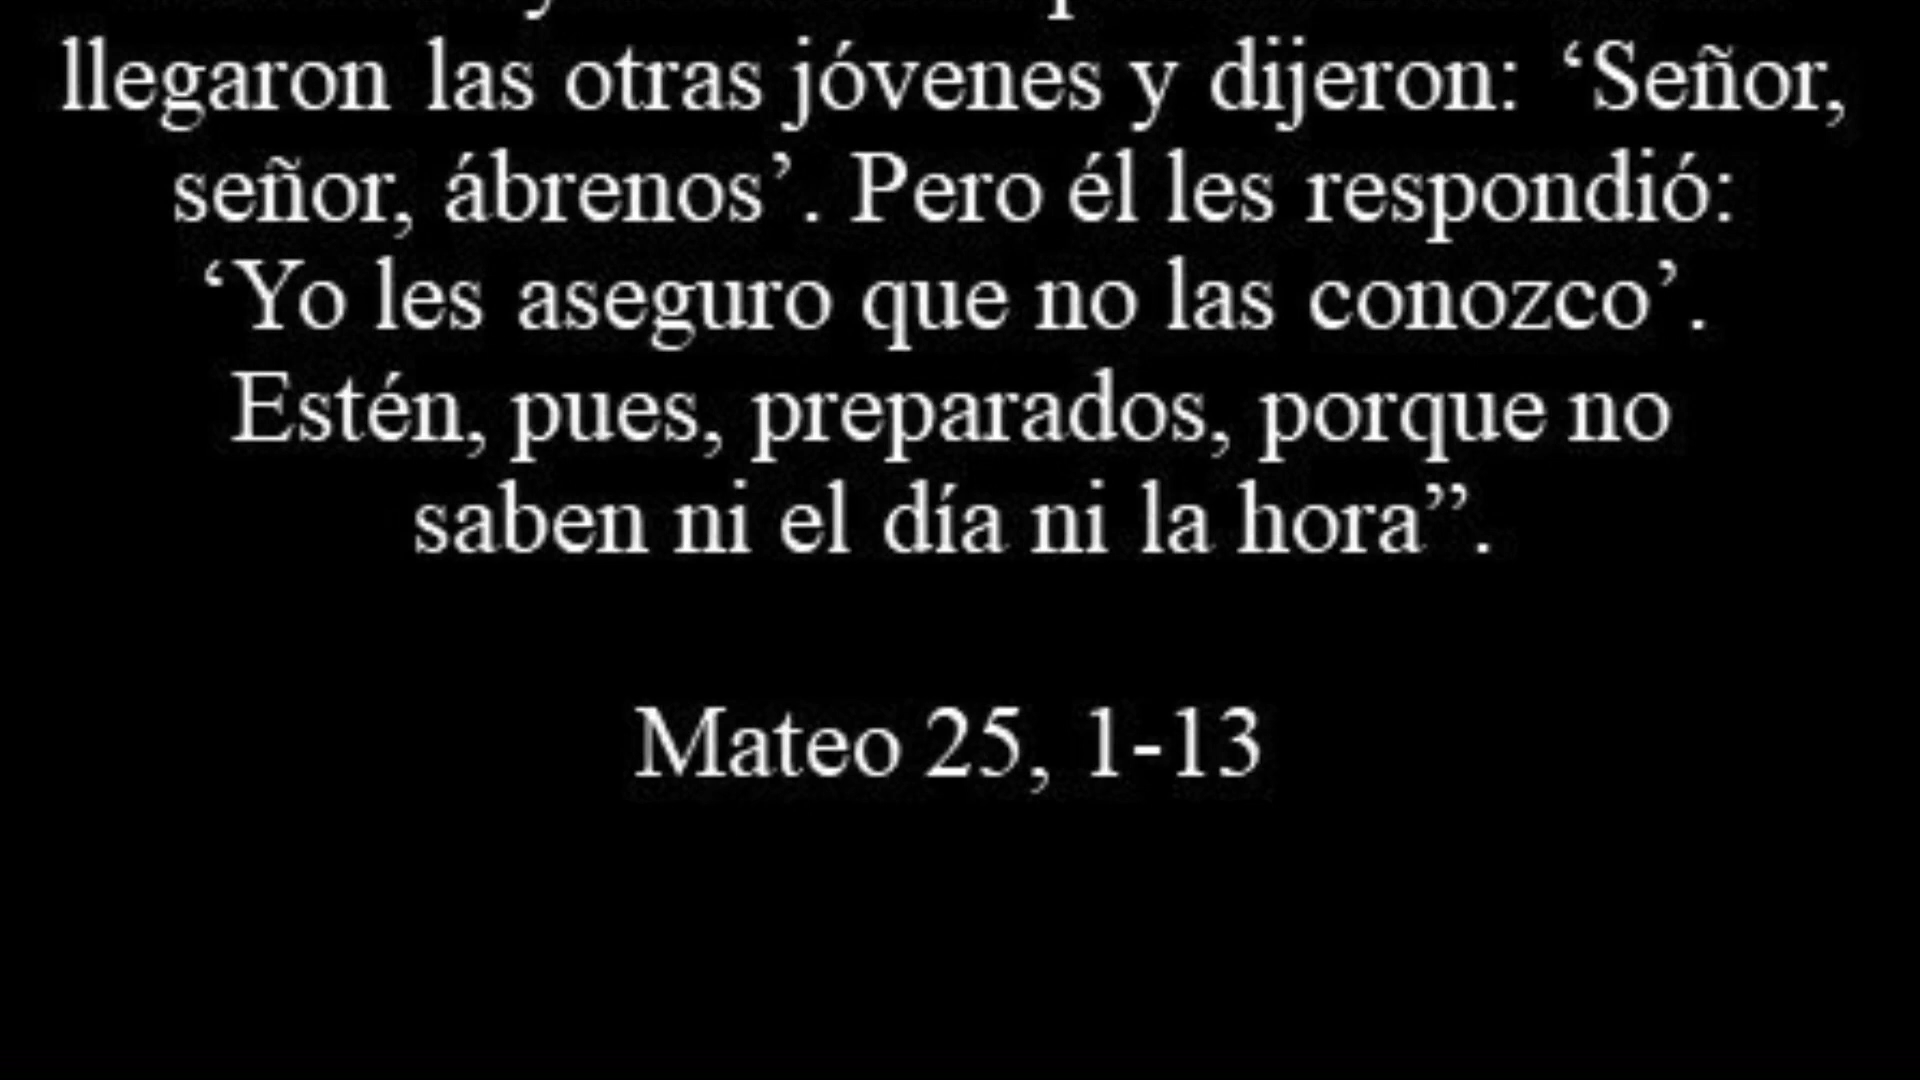 llegaron las otras jóvenes y dijeron: ‘Señor,
señor, ábrenos’. Pero él les respondió:
‘Yo les aseguro que no las conozco’.
Estén, pues, preparados, porque no
saben ni el día ni la hora”.
Mateo 25, 1-13